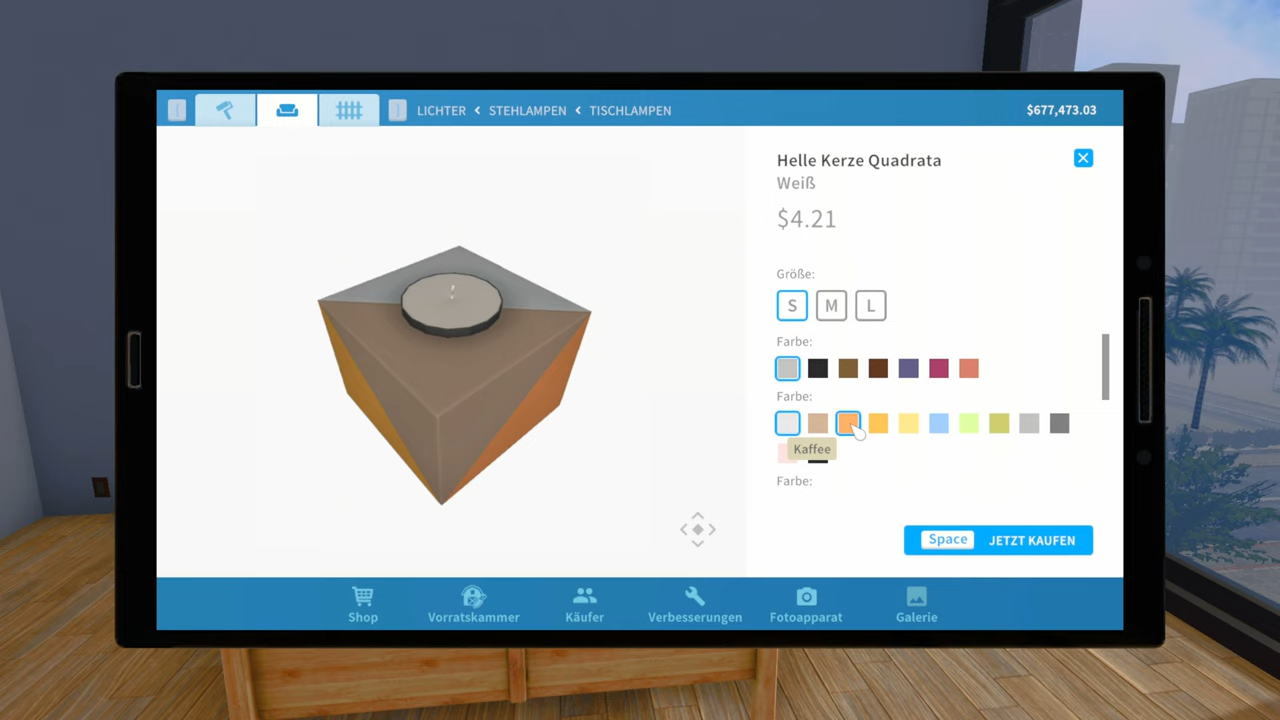 LICHTER < STEHLAMPEN < TISCHLAMPEN
$677,473.03
Helle Kerze Quadrata
Weiß
$4.21
Größe:
S M L
Farbe:
Farbe:
Kaffee
Farbe:
Space JETZT KAUFEN
Shop Vorratskammer Käufer Verbesserungen Fotoapparat Galerie